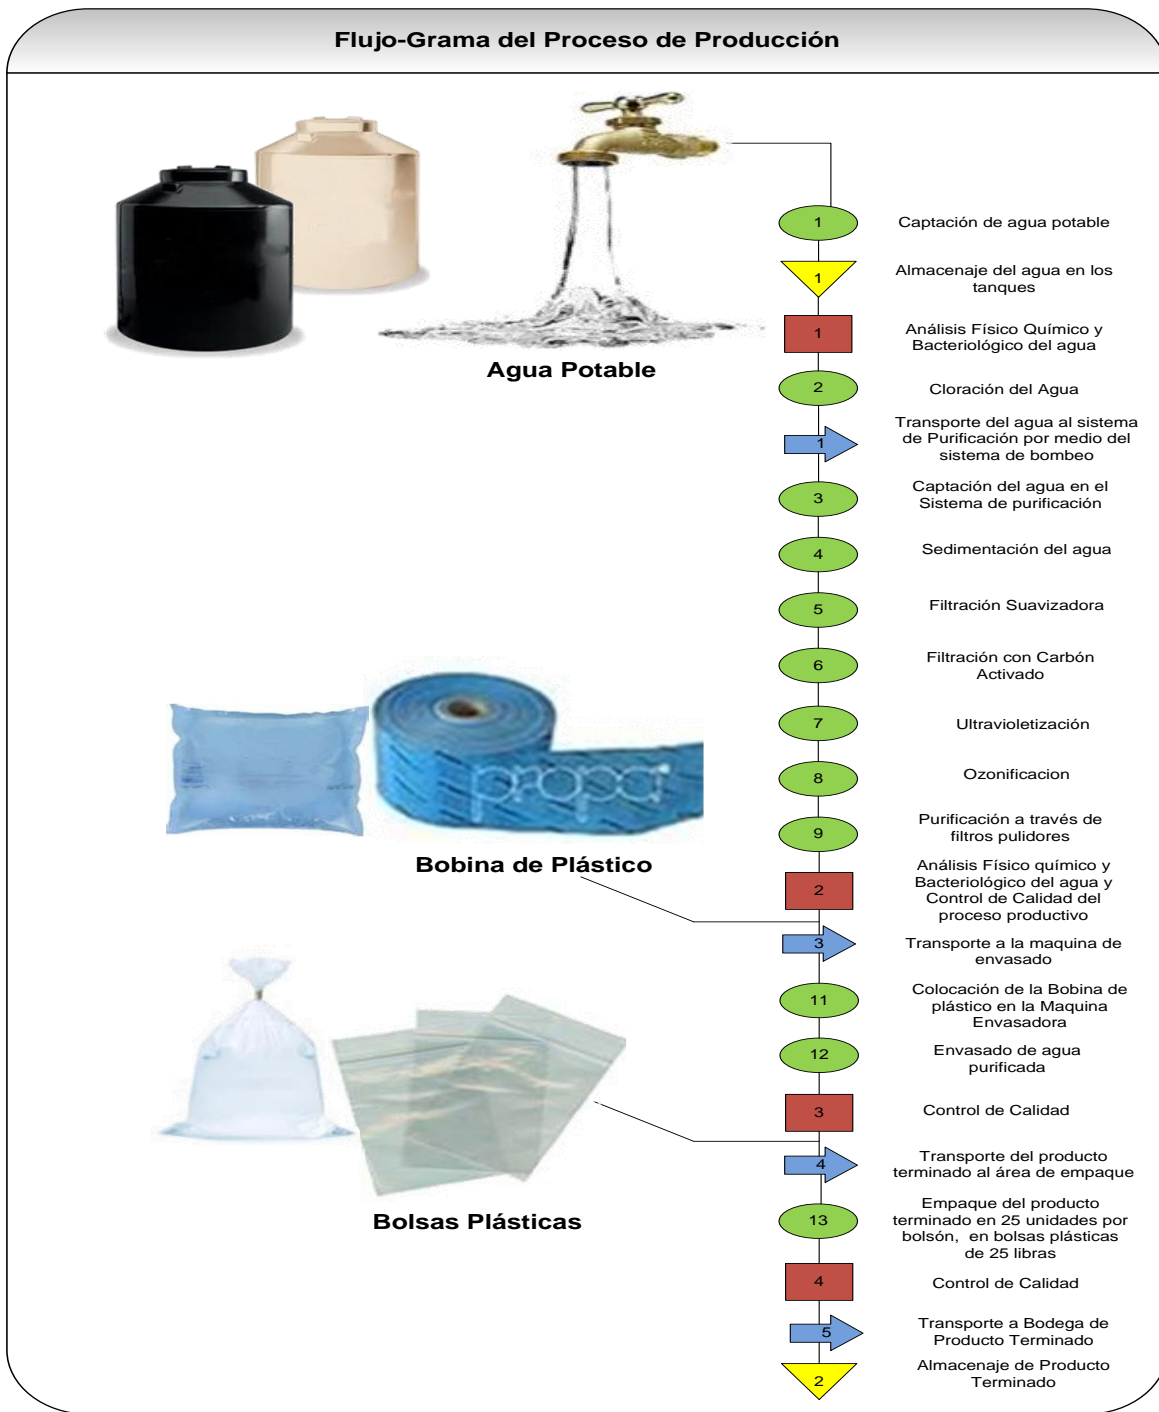 Flujo-Grama del Proceso de Producción
1
Captación de agua potable
1
Almacenaje del agua en los
tanques
1
Análisis Físico Químico y
Bacteriológico del agua
Agua Potable
2
Cloración del Agua
1
Transporte del agua al sistema
de Purificación por medio del
sistema de bombeo
3
Captación del agua en el
Sistema de purificación
4
Sedimentación del agua
5
Filtración Suavizadora
6
Filtración con Carbón
Activado
7
Ultravioletización
propa
8
Ozonificacion
9
Purificación a través de
filtros pulidores
Bobina de Plástico
2
Análisis Físico químico y
Bacteriológico del agua y
Control de Calidad del
proceso productivo
3
Transporte a la maquina de
envasado
11
Colocación de la Bobina de
plástico en la Maquina
Envasadora
12
Envasado de agua
purificada
3
Control de Calidad
4
Transporte del producto
terminado al área de empaque
Bolsas Plásticas
13
Empaque del producto
terminado en 25 unidades por
bolsón, en bolsas plásticas
de 25 libras
4
Control de Calidad
5
Transporte a Bodega de
Producto Terminado
2
Almacenaje de Producto
Terminado